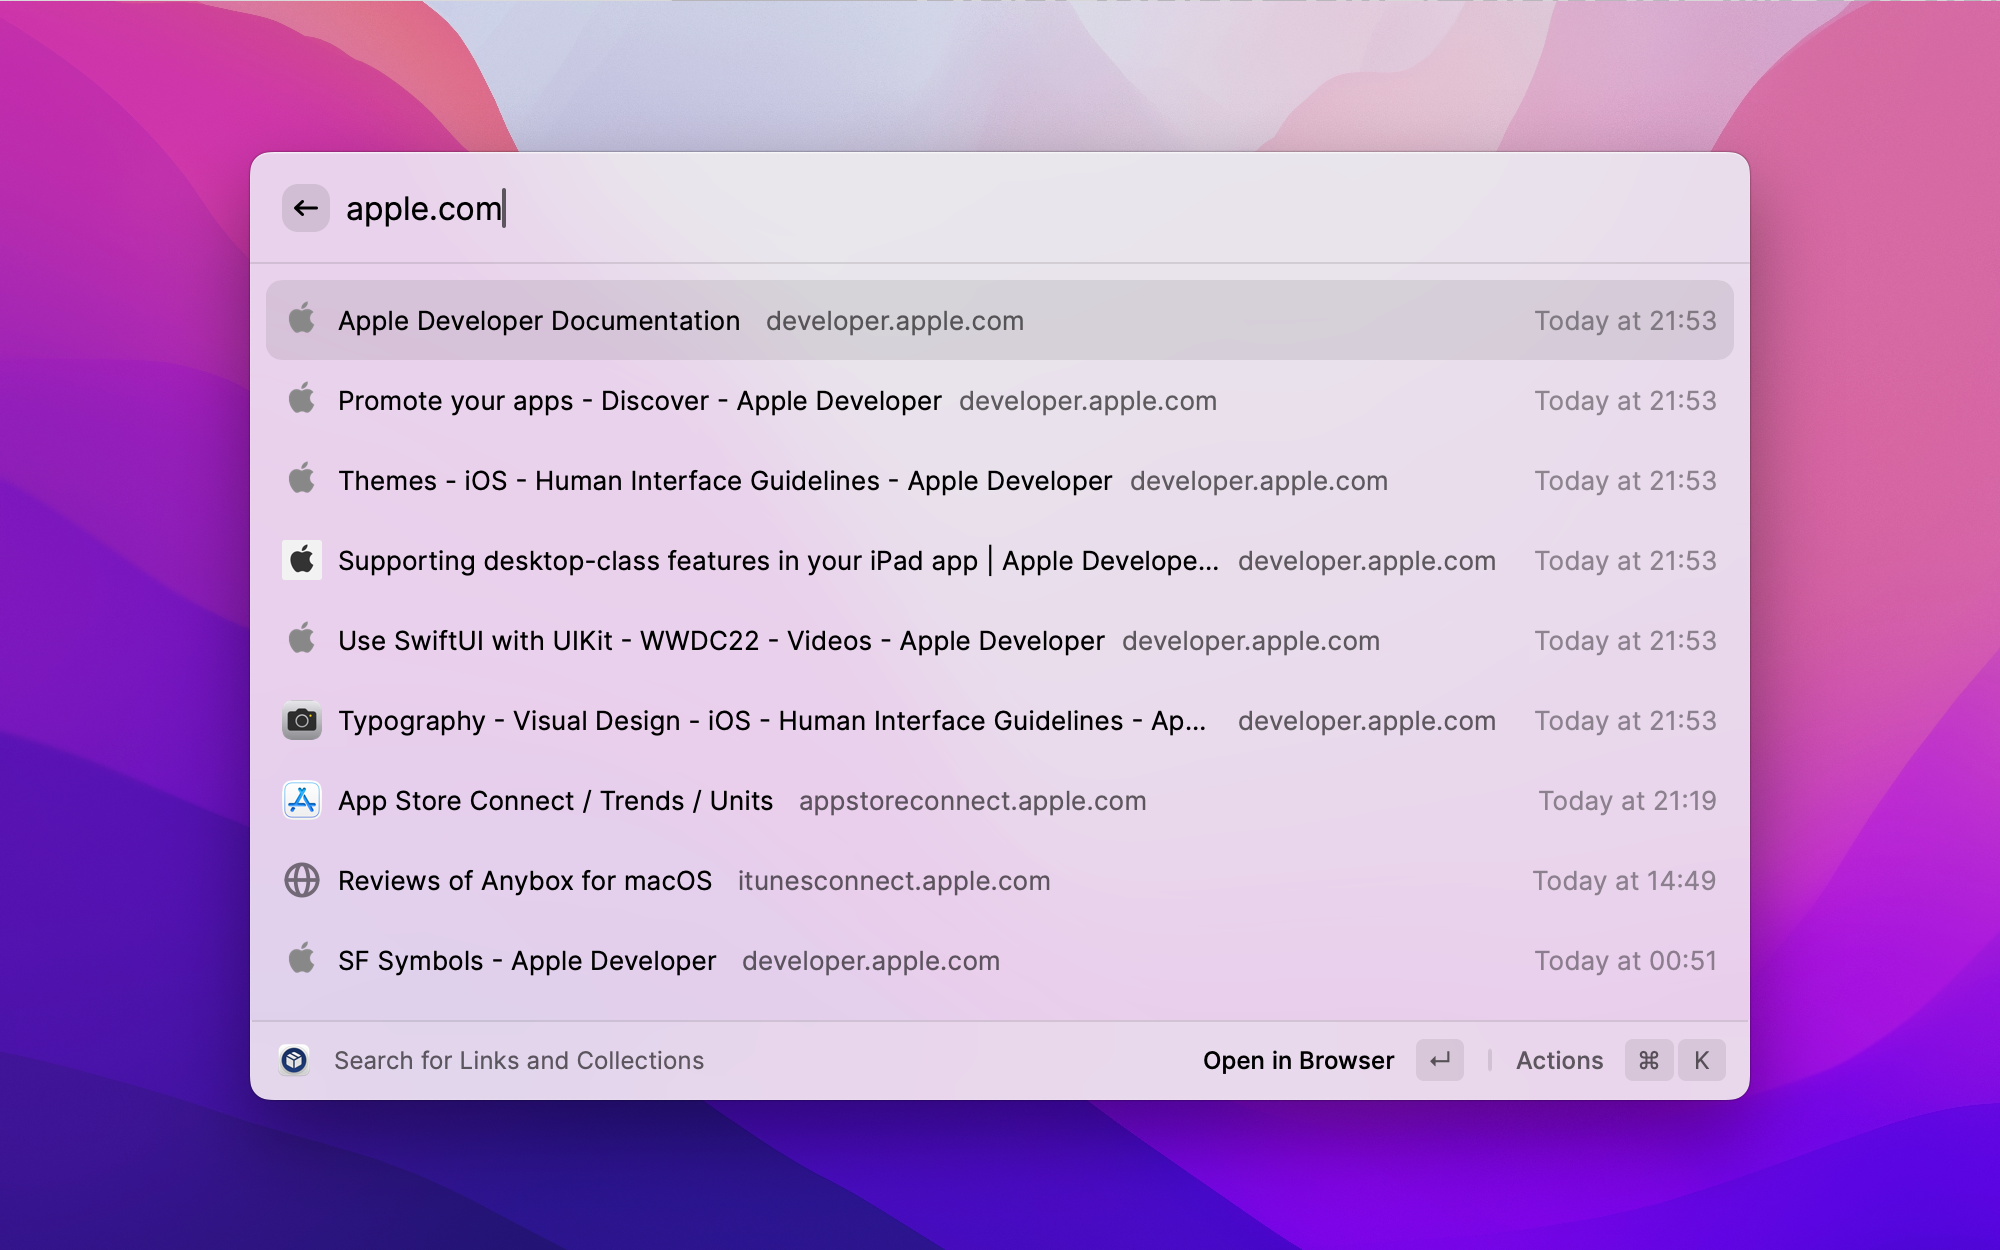 apple.com
Apple Developer Documentation developer.apple.com Today at 21:53
Promote your apps - Discover - Apple Developer developer.apple.com Today at 21:53
Themes - iOS - Human Interface Guidelines - Apple Developer developer.apple.com Today at 21:53
Supporting desktop-class features in your iPad app | Apple Develope... developer.apple.com Today at 21:53
Use SwiftUI with UIKit - WWDC22 - Videos - Apple Developer developer.apple.com Today at 21:53
Typography - Visual Design - iOS - Human Interface Guidelines - Ap... developer.apple.com Today at 21:53
App Store Connect / Trends / Units appstoreconnect.apple.com Today at 21:19
Reviews of Anybox for macOS itunesconnect.apple.com Today at 14:49
SF Symbols - Apple Developer developer.apple.com Today at 00:51
Search for Links and Collections Open in Browser ↵ | Actions ⌘ K